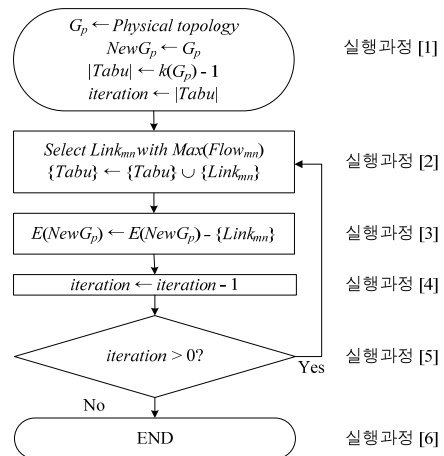 G_p ← Physical topology
NewG_p ← G_p
|Tabu| ← k(G_p) - 1
iteration ← |Tabu|
실행과정 [1]
Select Link_mn with Max(Flow_mn)
{Tabu} ← {Tabu} ∪ {Link_mn}
실행과정 [2]
E(NewG_p) ← E(NewG_p) - {Link_mn}
실행과정 [3]
iteration ← iteration - 1
실행과정 [4]
iteration > 0?
실행과정 [5]
Yes
No
END
실행과정 [6]